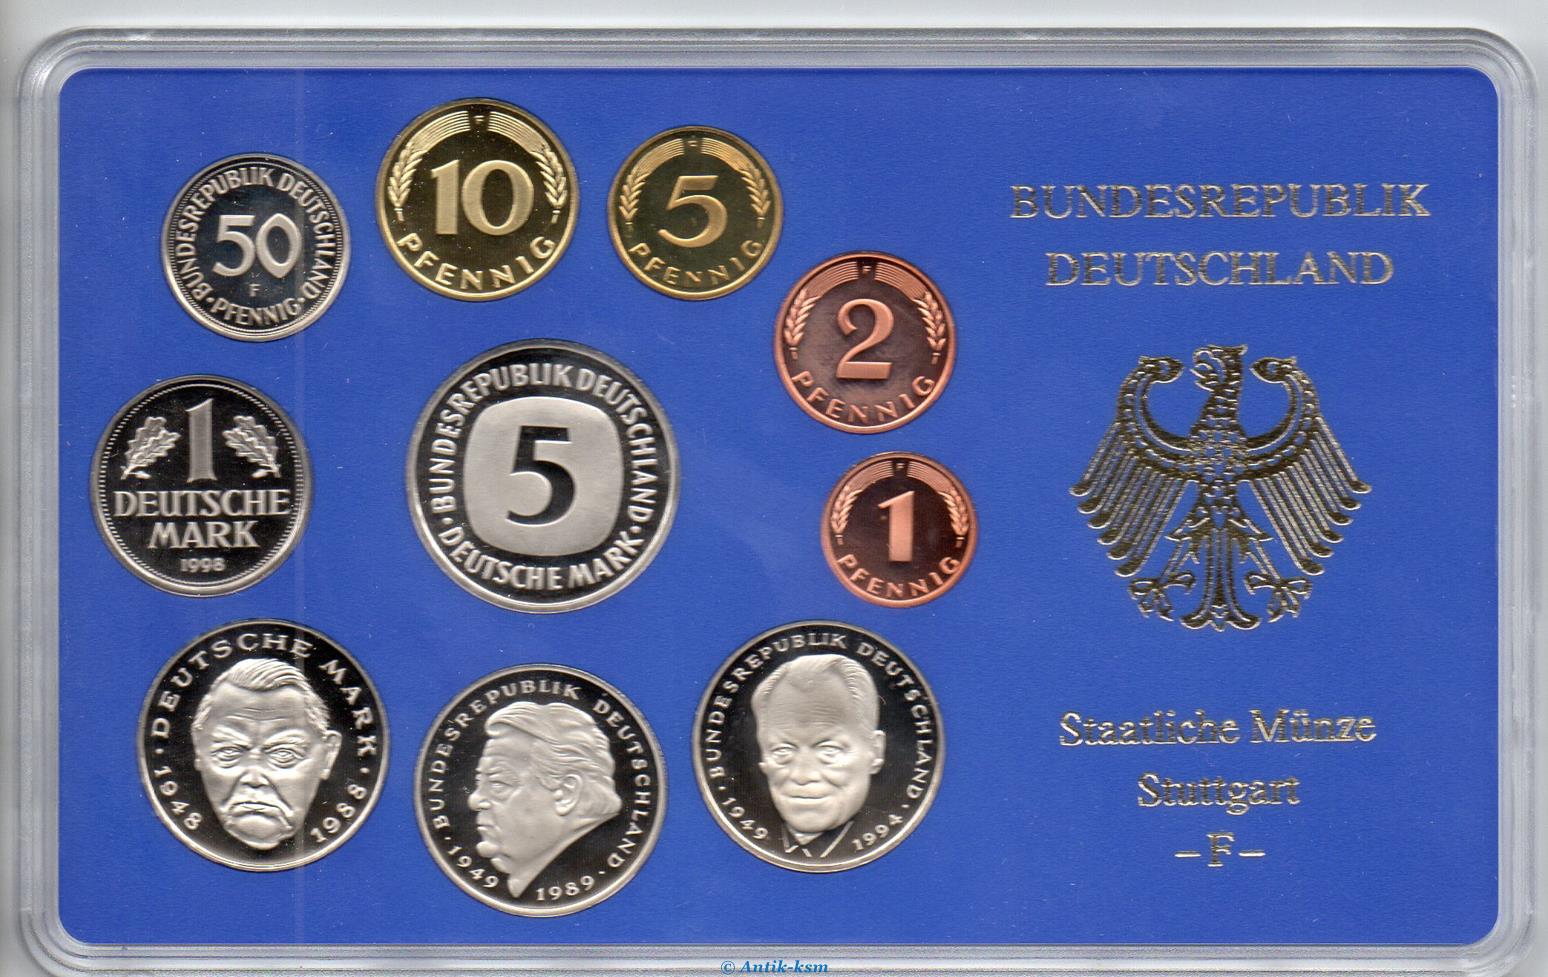 BUNDESREPUBLIK DEUTSCHLAND
50
F
·PFENNIG·
10
PFENNIG
5
PFENNIG
F
2
PFENNIG
F
1
PFENNIG
1
DEUTSCHE
MARK
1998
·BUNDESREPUBLIK DEUTSCHLAND·
5
DEUTSCHE MARK
·DEUTSCHE MARK·
1948
1988
BUNDESREPUBLIK DEUTSCHLAND
·1949
1989·
·BUNDESREPUBLIK DEUTSCHLAND·
1949
1994
BUNDESREPUBLIK
DEUTSCHLAND
Staatliche Münze
Stuttgart
–F–
© Antik-ksm